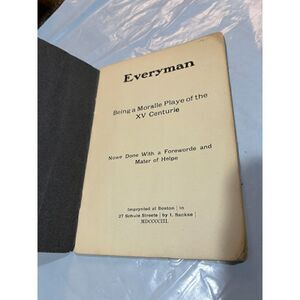 Everyman
Being a Moralle Playe of the
XV Centurie
Nowe Done With a Foreworde and
Mater of Helpe
Imprynted at Boston | in
27 Schule Streete | by I. Sackse |
MDCCCCIII.